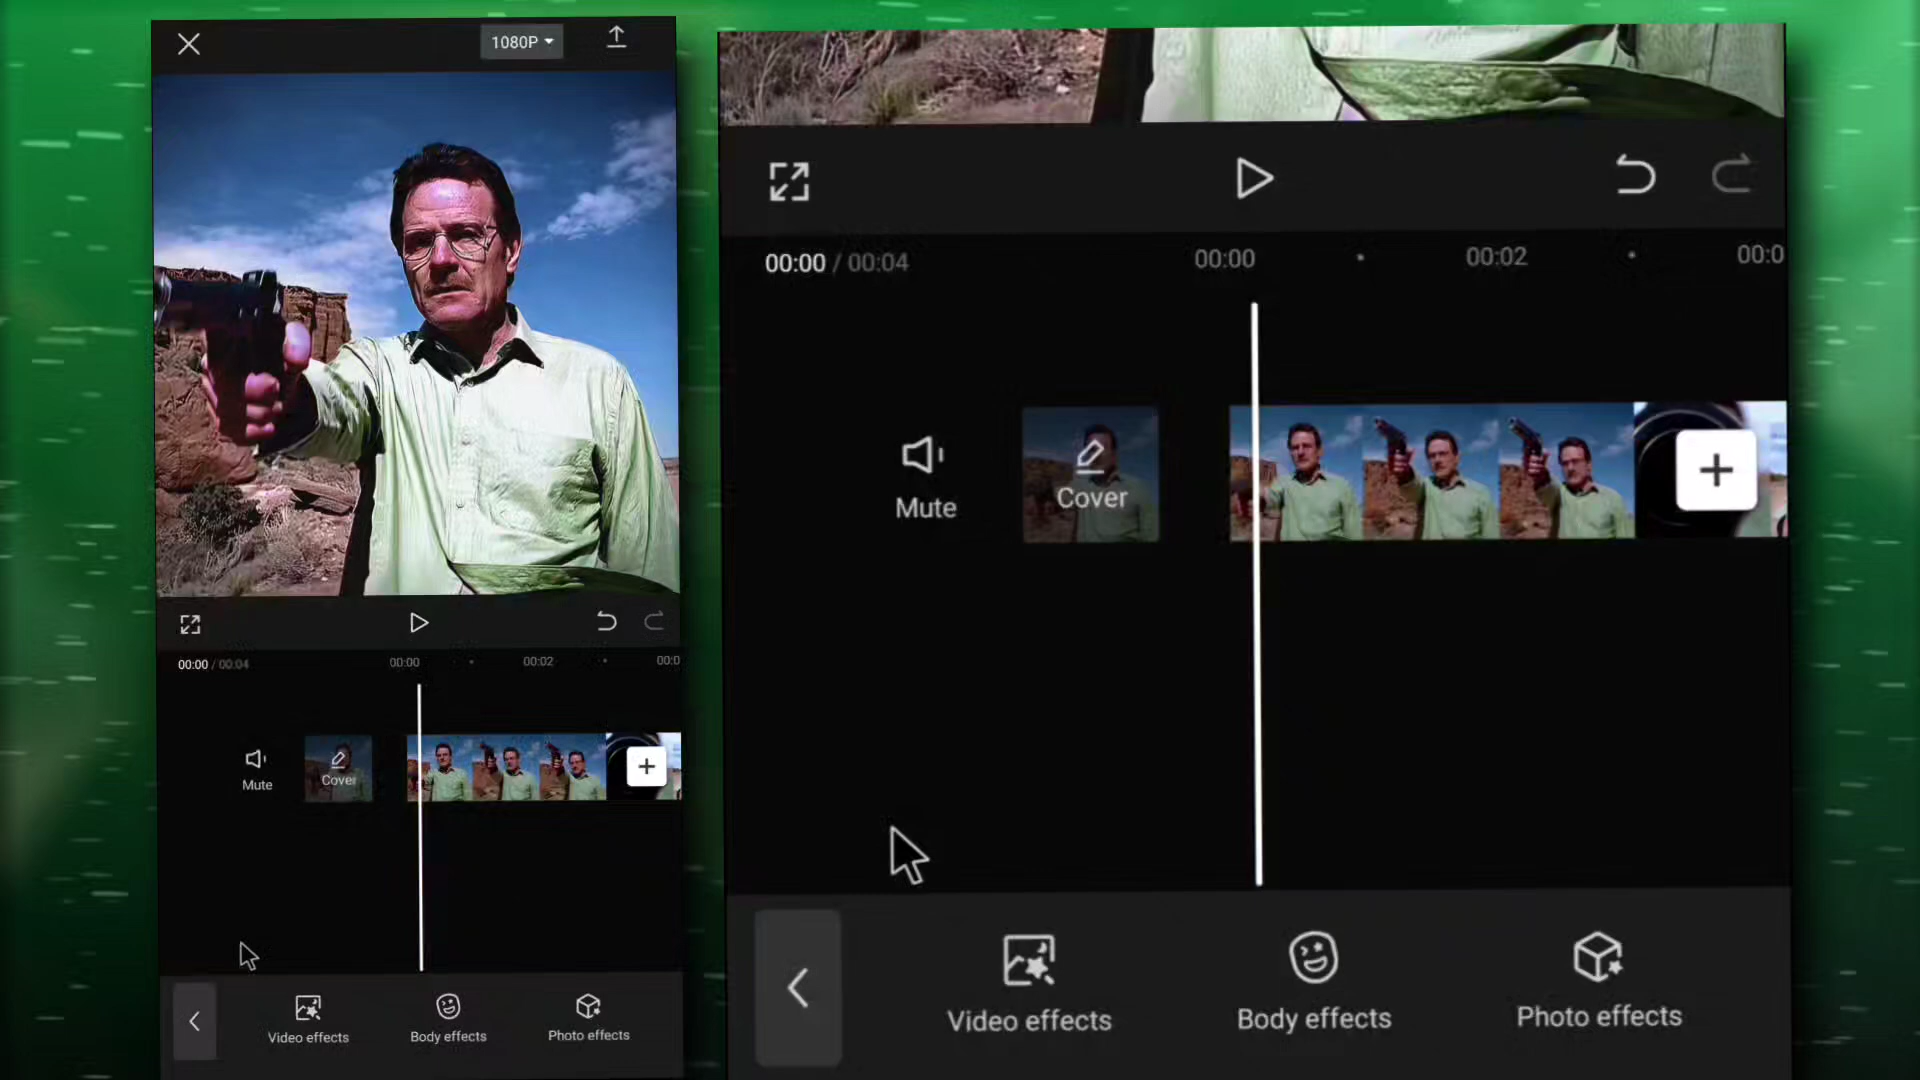 1080P
00:00 / 00:04
00:00
00:02
00:0
Mute
Cover
Video effects
Body effects
Photo effects
00:00 / 00:04
00:00
00:02
00:0
Mute
Cover
Video effects
Body effects
Photo effects